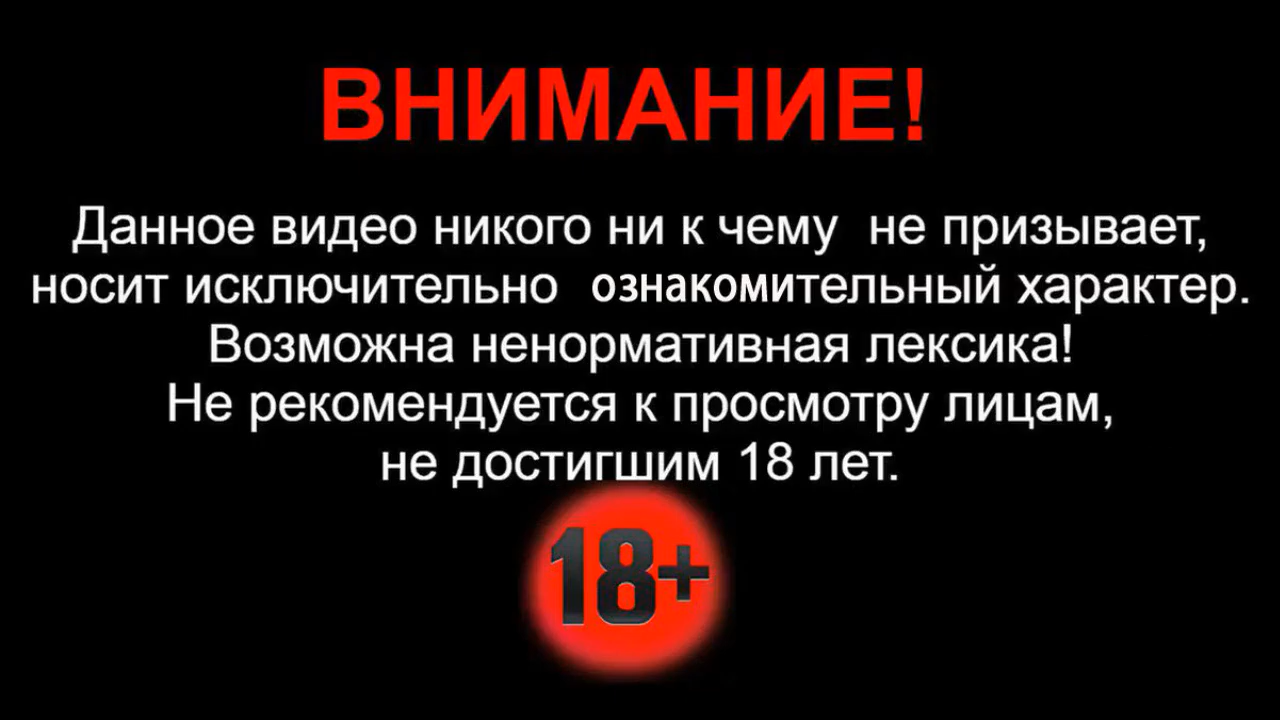 ВНИМАНИЕ!
Данное видео никого ни к чему не призывает,
носит исключительно ознакомительный характер.
Возможна ненормативная лексика!
Не рекомендуется к просмотру лицам,
не достигшим 18 лет.
18+